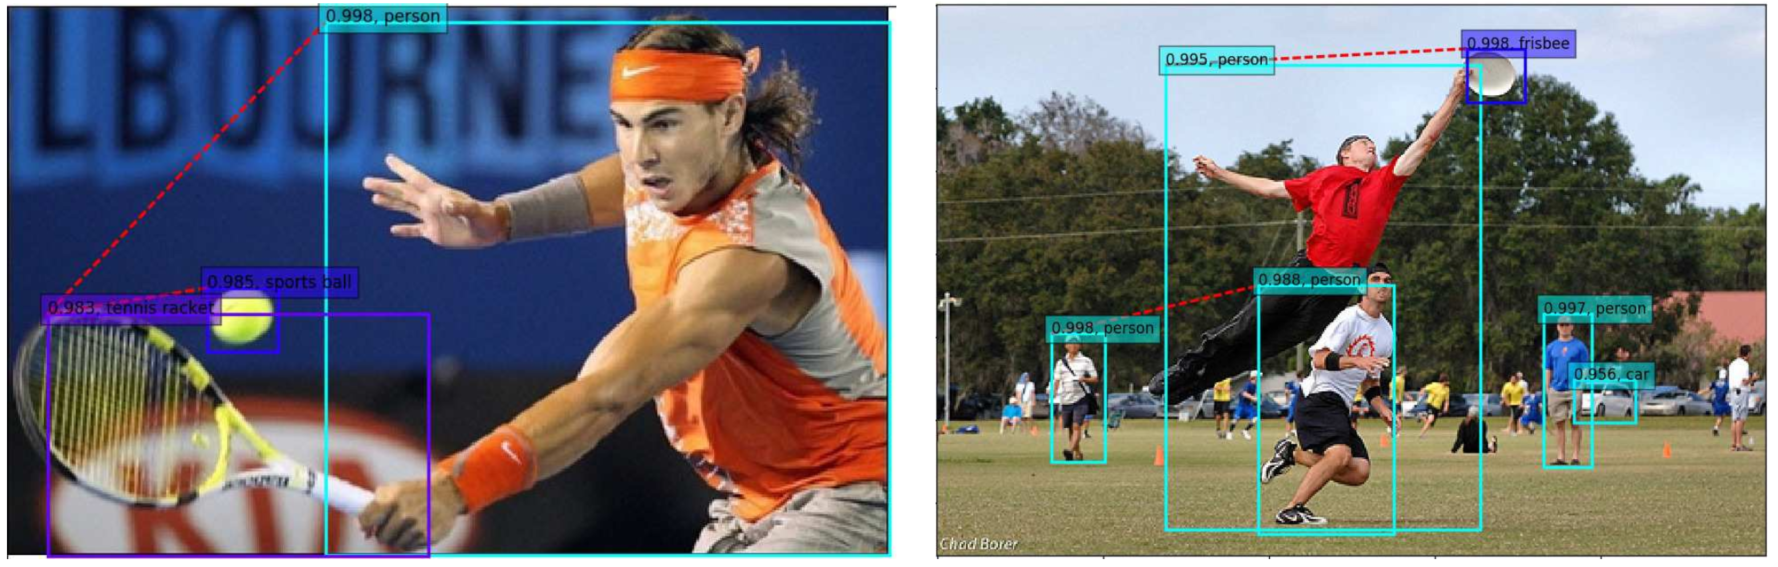 0.998, person
LBOURNE
0.985, sports ball
0.983, tennis racket
KIA
0.995, person
0.998, frisbee
0.988, person
0.998, person
0.997, person
0.956, car
Chad Borer